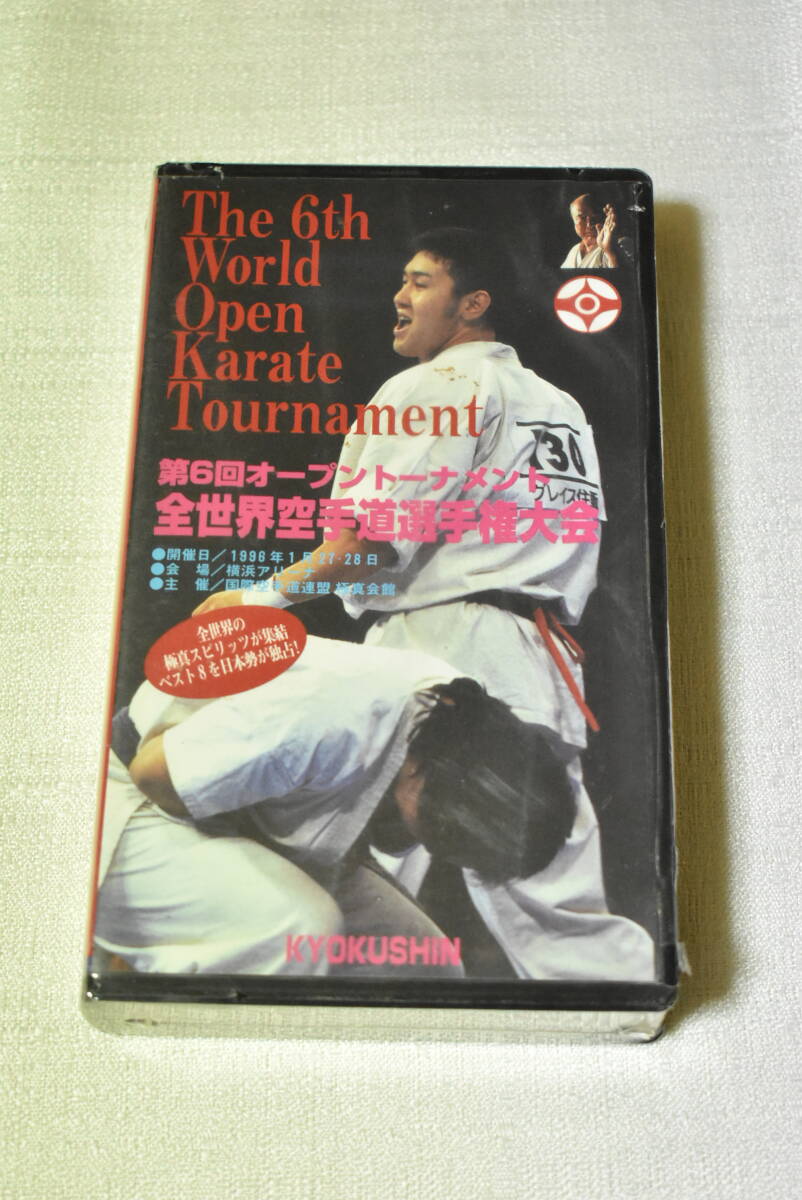 The 6th
World
Open
Karate
Tournament
130
グレイス住販
第6回オープントーナメント
全世界空手道選手権大会
●開催日/1996年1月27・28日
●会 場/横浜アリーナ
●主 催/国際空手道連盟 極真会館
全世界の
極真スピリッツが集結
ベスト8を日本勢が独占!
KYOKUSHIN